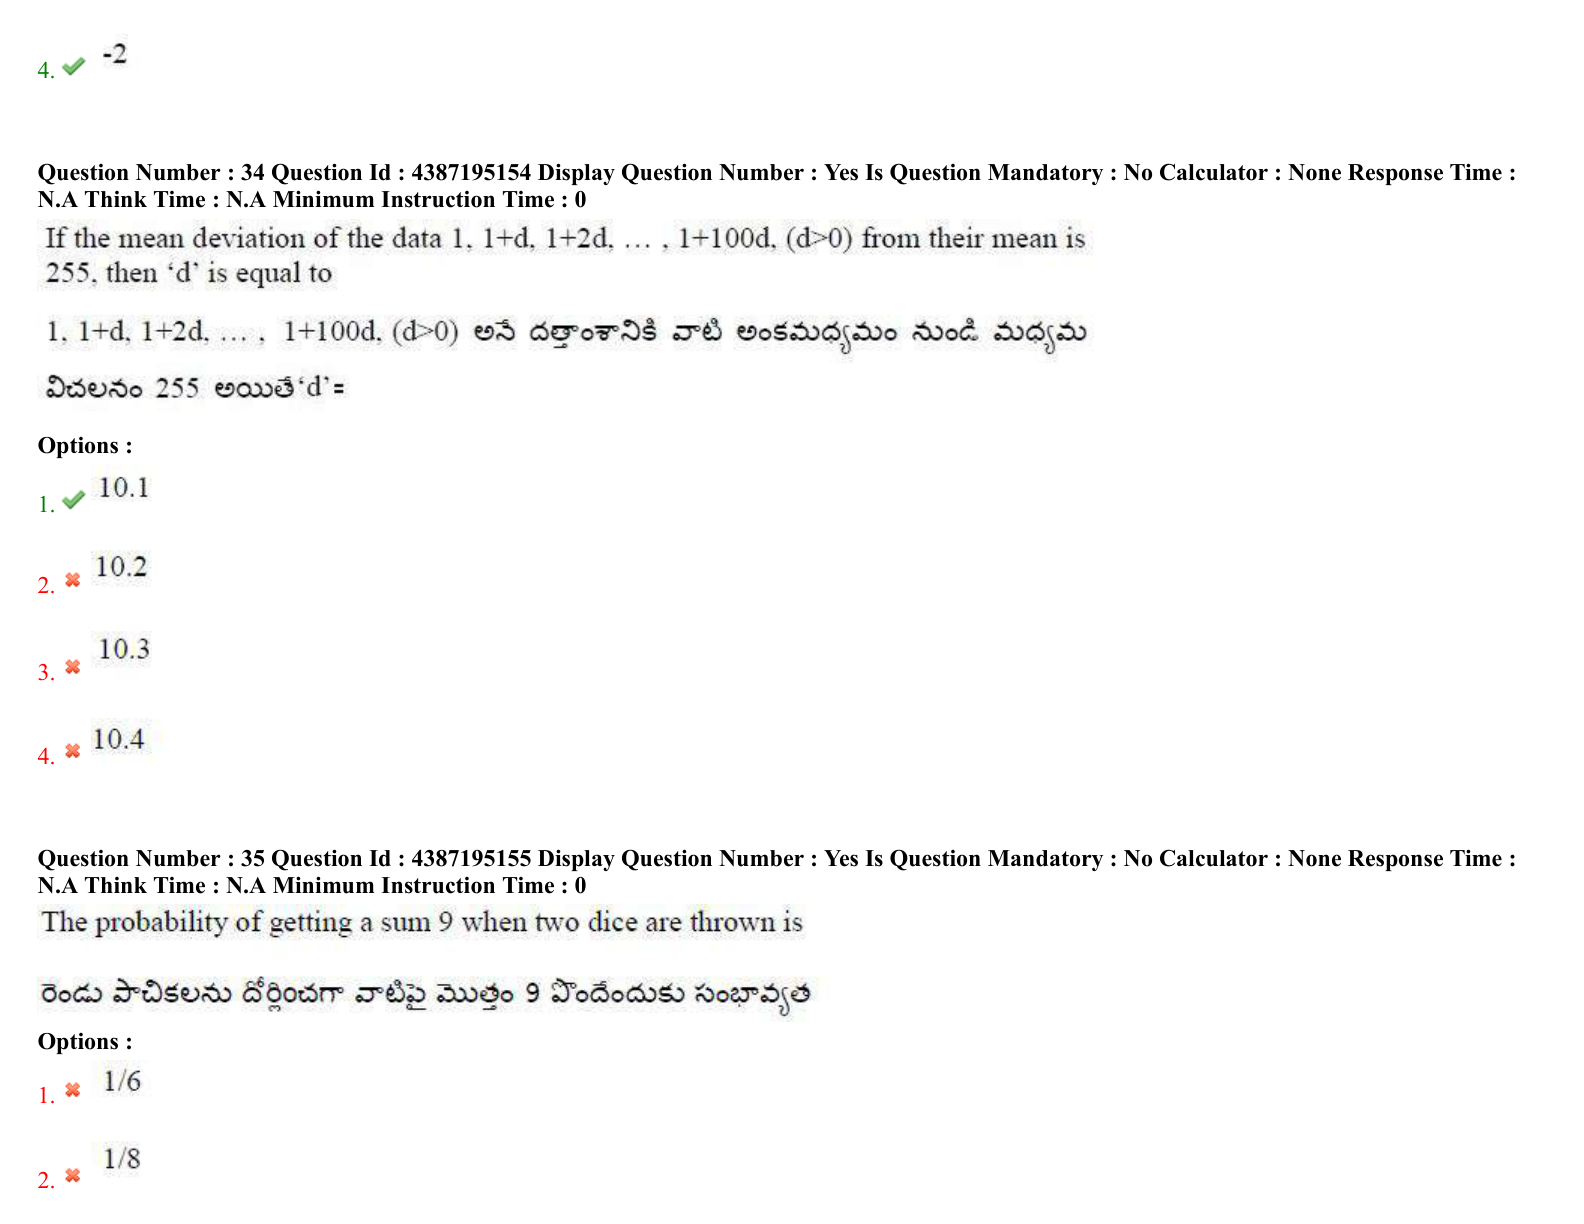 4. -2
Question Number : 34 Question Id : 4387195154 Display Question Number : Yes Is Question Mandatory : No Calculator : None Response Time :
N.A Think Time : N.A Minimum Instruction Time : 0
If the mean deviation of the data 1, 1+d, 1+2d, … , 1+100d, (d>0) from their mean is
255, then ‘d’ is equal to
1, 1+d, 1+2d, … , 1+100d, (d>0) అనే దత్తాంశానికి వాటి అంకమధ్యమం నుండి మధ్యమ
విచలనం 255 అయితే‘d’=
Options :
1. 10.1
2. 10.2
3. 10.3
4. 10.4
Question Number : 35 Question Id : 4387195155 Display Question Number : Yes Is Question Mandatory : No Calculator : None Response Time :
N.A Think Time : N.A Minimum Instruction Time : 0
The probability of getting a sum 9 when two dice are thrown is
రెండు పాచికలను దోర్లించగా వాటిపై మొత్తం 9 పొందేందుకు సంభావ్యత
Options :
1. 1/6
2. 1/8